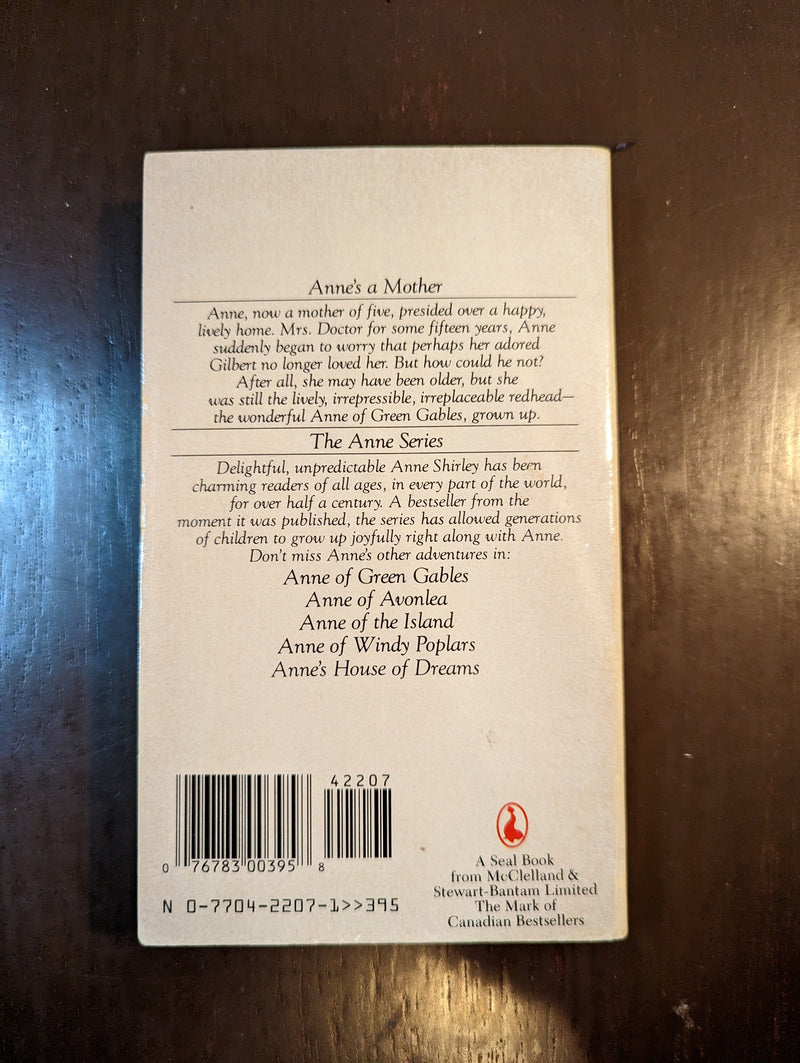 Anne's a Mother
Anne, now a mother of five, presided over a happy,
lively home. Mrs. Doctor for some fifteen years, Anne
suddenly began to worry that perhaps her adored
Gilbert no longer loved her. But how could he not?
After all, she may have been older, but she
was still the lively, irrepressible, irreplaceable redhead—
the wonderful Anne of Green Gables, grown up.
The Anne Series
Delightful, unpredictable Anne Shirley has been
charming readers of all ages, in every part of the world,
for over half a century. A bestseller from the
moment it was published, the series has allowed generations
of children to grow up joyfully right along with Anne.
Don't miss Anne's other adventures in:
Anne of Green Gables
Anne of Avonlea
Anne of the Island
Anne of Windy Poplars
Anne's House of Dreams
42207
0 76783 00395 8
N 0-7704-2207-1>>395
A Seal Book
from McClelland &
Stewart-Bantam Limited
The Mark of
Canadian Bestsellers